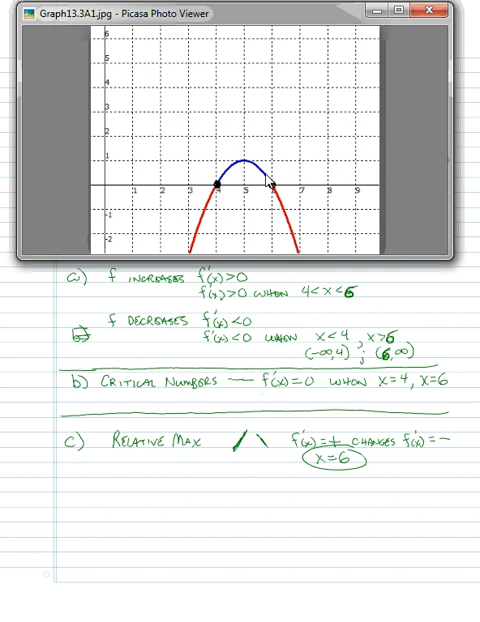 Graph13.3A1.jpg - Picasa Photo Viewer
6
5
4
3
2
1
1 2 3 4 5 6 7 8 9
-1
-2
a) f INCREASES f'(x)>0
f'(x)>0 WHEN 4<x<6
f DECREASES f'(x)<0
f'(x)<0 WHEN x<4, x>6
(-∞,4) ; (6,∞)
b) CRITICAL NUMBERS — f'(x)=0 WHEN x=4, x=6
c) RELATIVE MAX / \ f'(x)=+ CHANGES f'(x)=-
x=6